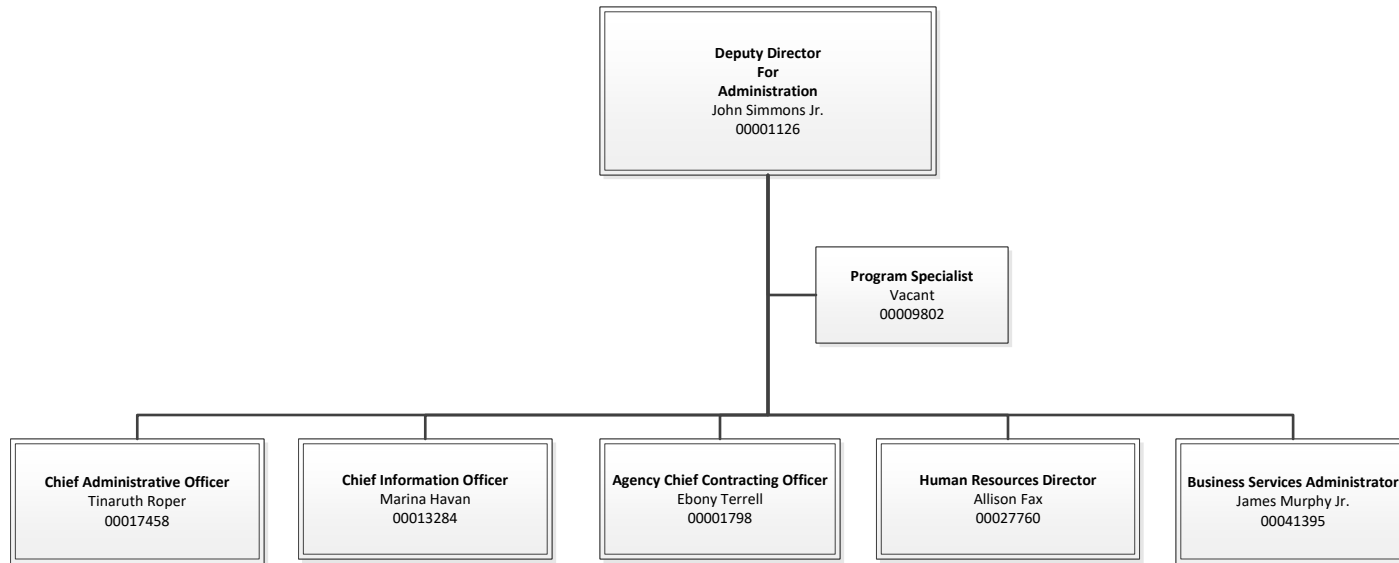 Deputy Director
For
Administration
John Simmons Jr.
00001126
Program Specialist
Vacant
00009802
Chief Administrative Officer
Tinaruth Roper
00017458
Chief Information Officer
Marina Havan
00013284
Agency Chief Contracting Officer
Ebony Terrell
00001798
Human Resources Director
Allison Fax
00027760
Business Services Administrator
James Murphy Jr.
00041395